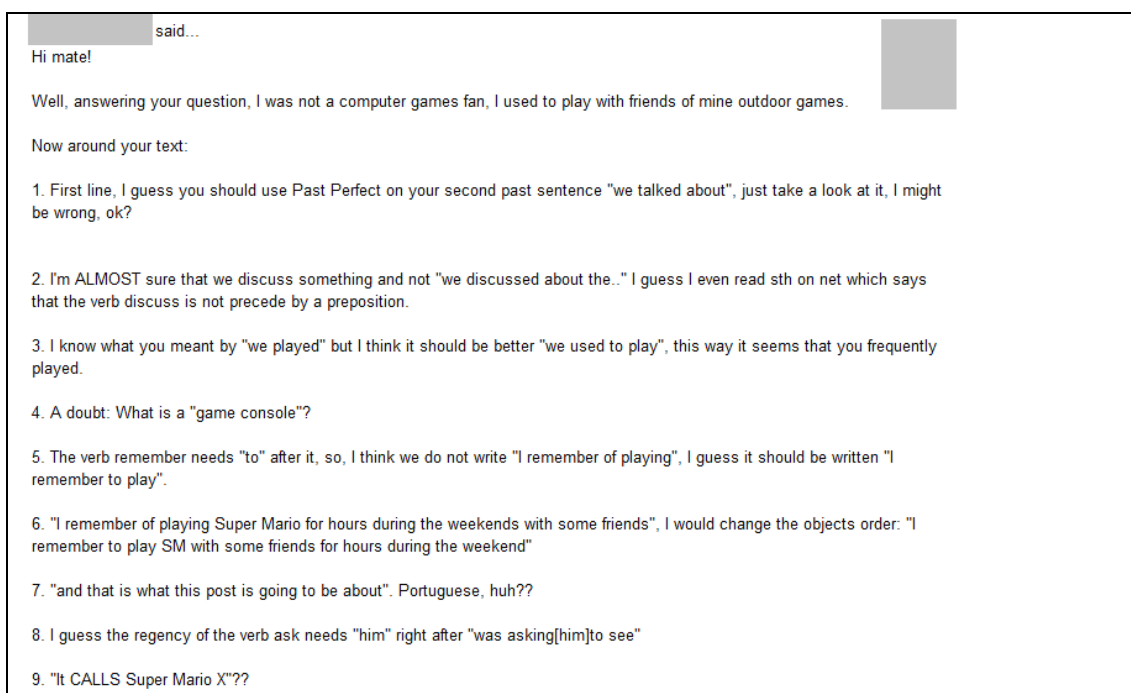 said...
Hi mate!
Well, answering your question, I was not a computer games fan, I used to play with friends of mine outdoor games.
Now around your text:
1. First line, I guess you should use Past Perfect on your second past sentence "we talked about", just take a look at it, I might
be wrong, ok?
2. I'm ALMOST sure that we discuss something and not "we discussed about the.." I guess I even read sth on net which says
that the verb discuss is not precede by a preposition.
3. I know what you meant by "we played" but I think it should be better "we used to play", this way it seems that you frequently
played.
4. A doubt: What is a "game console"?
5. The verb remember needs "to" after it, so, I think we do not write "I remember of playing", I guess it should be written "I
remember to play".
6. "I remember of playing Super Mario for hours during the weekends with some friends", I would change the objects order: "I
remember to play SM with some friends for hours during the weekend"
7. "and that is what this post is going to be about". Portuguese, huh??
8. I guess the regency of the verb ask needs "him" right after "was asking[him]to see"
9. "It CALLS Super Mario X"??